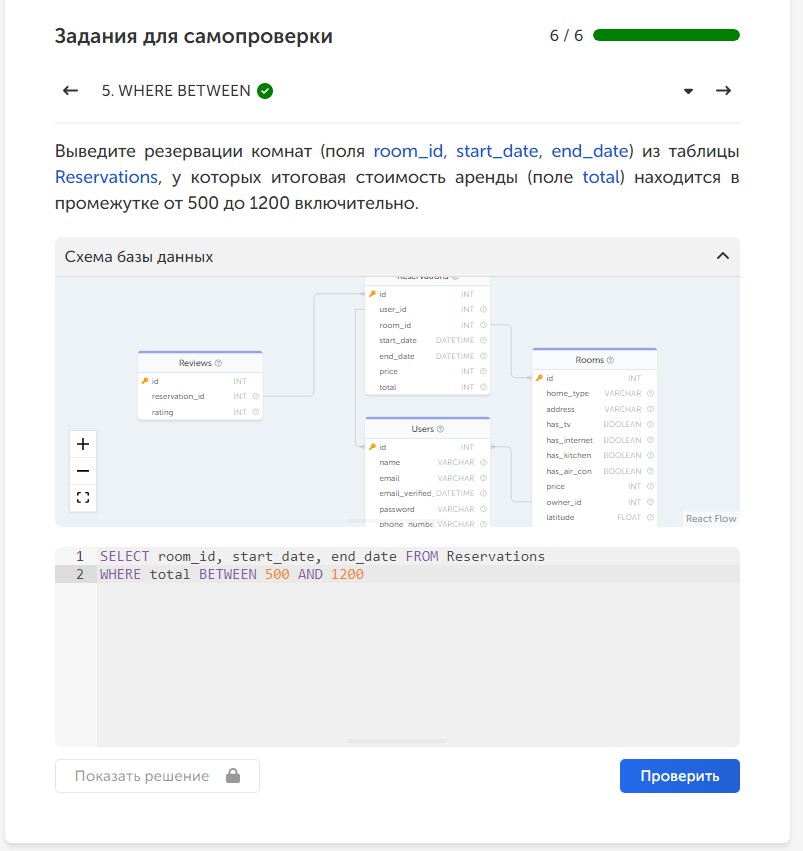 Задания для самопроверки
6 / 6
5. WHERE BETWEEN
Выведите резервации комнат (поля room_id, start_date, end_date) из таблицы
Reservations, у которых итоговая стоимость аренды (поле total) находится в
промежутке от 500 до 1200 включительно.
Схема базы данных
Reservations
id INT
user_id INT
room_id INT
start_date DATETIME
end_date DATETIME
price INT
total INT
Reviews
id INT
reservation_id INT
rating INT
Users
id INT
name VARCHAR
email VARCHAR
email_verified_ DATETIME
password VARCHAR
phone_numbe VARCHAR
Rooms
id INT
home_type VARCHAR
address VARCHAR
has_tv BOOLEAN
has_internet BOOLEAN
has_kitchen BOOLEAN
has_air_con BOOLEAN
price INT
owner_id INT
latitude FLOAT
React Flow
1 SELECT room_id, start_date, end_date FROM Reservations
2 WHERE total BETWEEN 500 AND 1200
Показать решение
Проверить